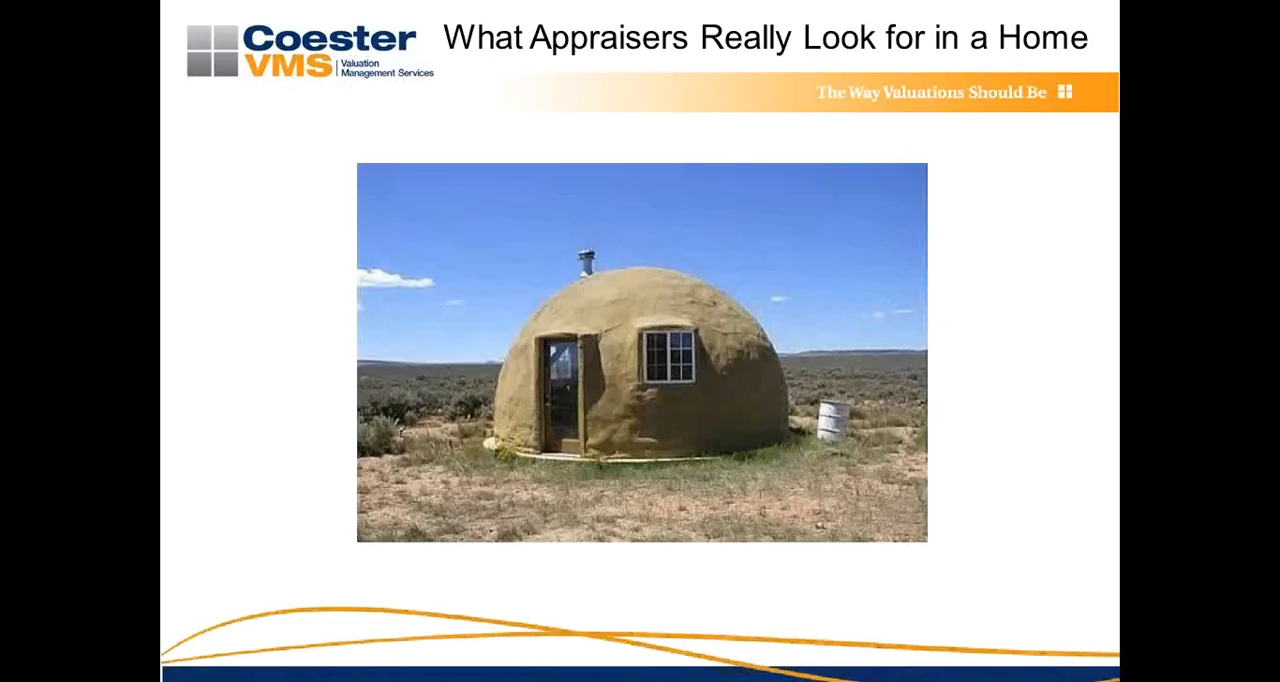 Coester
VMS
Valuation
Management Services
What Appraisers Really Look for in a Home
The Way Valuations Should Be